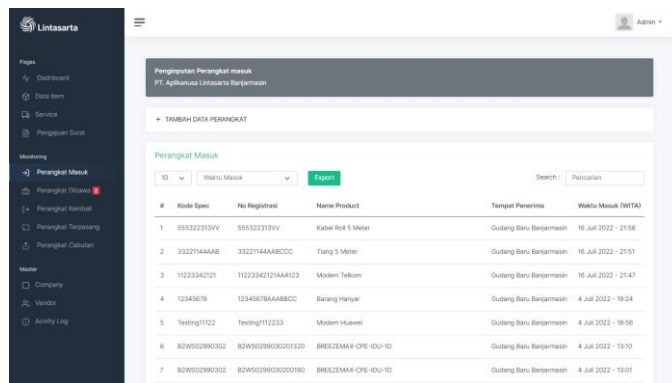 Lintasarta
Admin
Pages
Dashboard
Data Item
Service
Pengajuan Surat
Monitoring
Perangkat Masuk
Perangkat Dibawa
Perangkat Kembali
Perangkat Terpasang
Perangkat Cabutan
Master
Company
Vendor
Activity Log
Penginputan Perangkat masuk
PT. Aplikanusa Lintasarta Banjarmasin
+ TAMBAH DATA PERANGKAT
Perangkat Masuk
10 Waktu Masuk Export Search : Pencarian
# Kode Spec No Registrasi Name Product Tempat Penerima Waktu Masuk (WITA)
1 555322313VV 555322313VV Kabel Roll 5 Meter Gudang Baru Banjarmasin 16 Juli 2022 - 21:56
2 33221144AAB 33221144AABCCC Tiang 5 Meter Gudang Baru Banjarmasin 16 Juli 2022 - 21:51
3 11223342121 11223342121AAA123 Modem Telkom Gudang Baru Banjarmasin 16 Juli 2022 - 21:47
4 12345678 12345678AAABBCC Barang Hanyar Gudang Baru Banjarmasin 4 Juli 2022 - 19:24
5 Testing11122 Testing1112233 Modem Huawei Gudang Baru Banjarmasin 4 Juli 2022 - 18:56
6 B2WS02990302 B2WS0299030201320 BREEZEMAX-CPE-IDU-1D Gudang Baru Banjarmasin 4 Juli 2022 - 13:10
7 B2WS02990302 B2WS0299030200180 BREEZEMAX-CPE-IDU-1D Gudang Baru Banjarmasin 4 Juli 2022 - 13:01